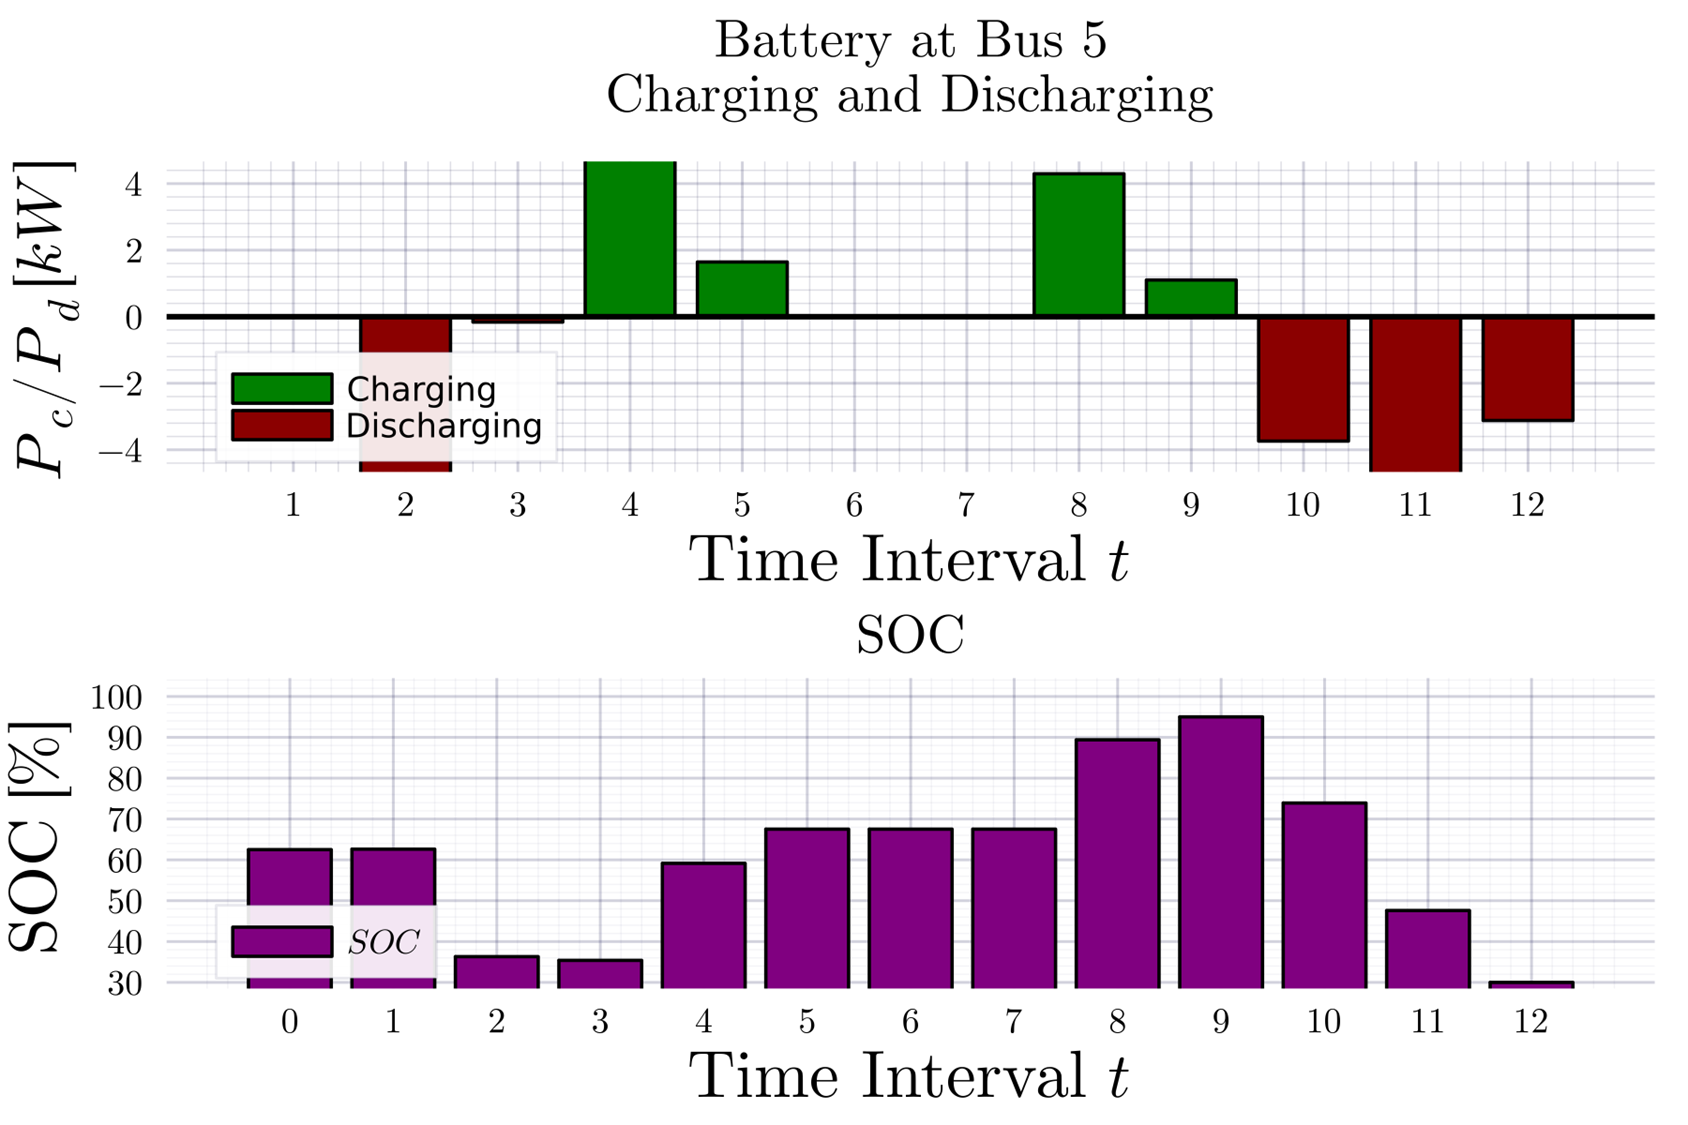 Battery at Bus 5
Charging and Discharging
P_c/P_d [kW]
4
2
0
−2
−4
Charging
Discharging
1 2 3 4 5 6 7 8 9 10 11 12
Time Interval t
SOC
SOC [%]
100
90
80
70
60
50
40
30
SOC
0 1 2 3 4 5 6 7 8 9 10 11 12
Time Interval t